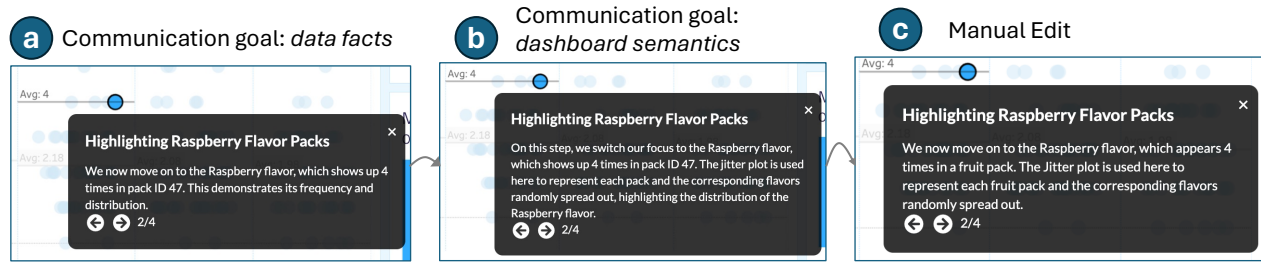 a
Communication goal: data facts
Avg: 4
Avg: 2.18
Highlighting Raspberry Flavor Packs
×
We now move on to the Raspberry flavor, which shows up 4
times in pack ID 47. This demonstrates its frequency and
distribution.
2/4
b
Communication goal:
dashboard semantics
Avg: 4
Avg: 2.18
Highlighting Raspberry Flavor Packs
×
On this step, we switch our focus to the Raspberry flavor,
which shows up 4 times in pack ID 47. The jitter plot is used
here to represent each pack and the corresponding flavors
randomly spread out, highlighting the distribution of the
Raspberry flavor.
2/4
c
Manual Edit
Avg: 4
Highlighting Raspberry Flavor Packs
×
We now move on to the Raspberry flavor, which appears 4
times in a fruit pack. The Jitter plot is used here to
represent each fruit pack and the corresponding flavors
randomly spread out.
2/4